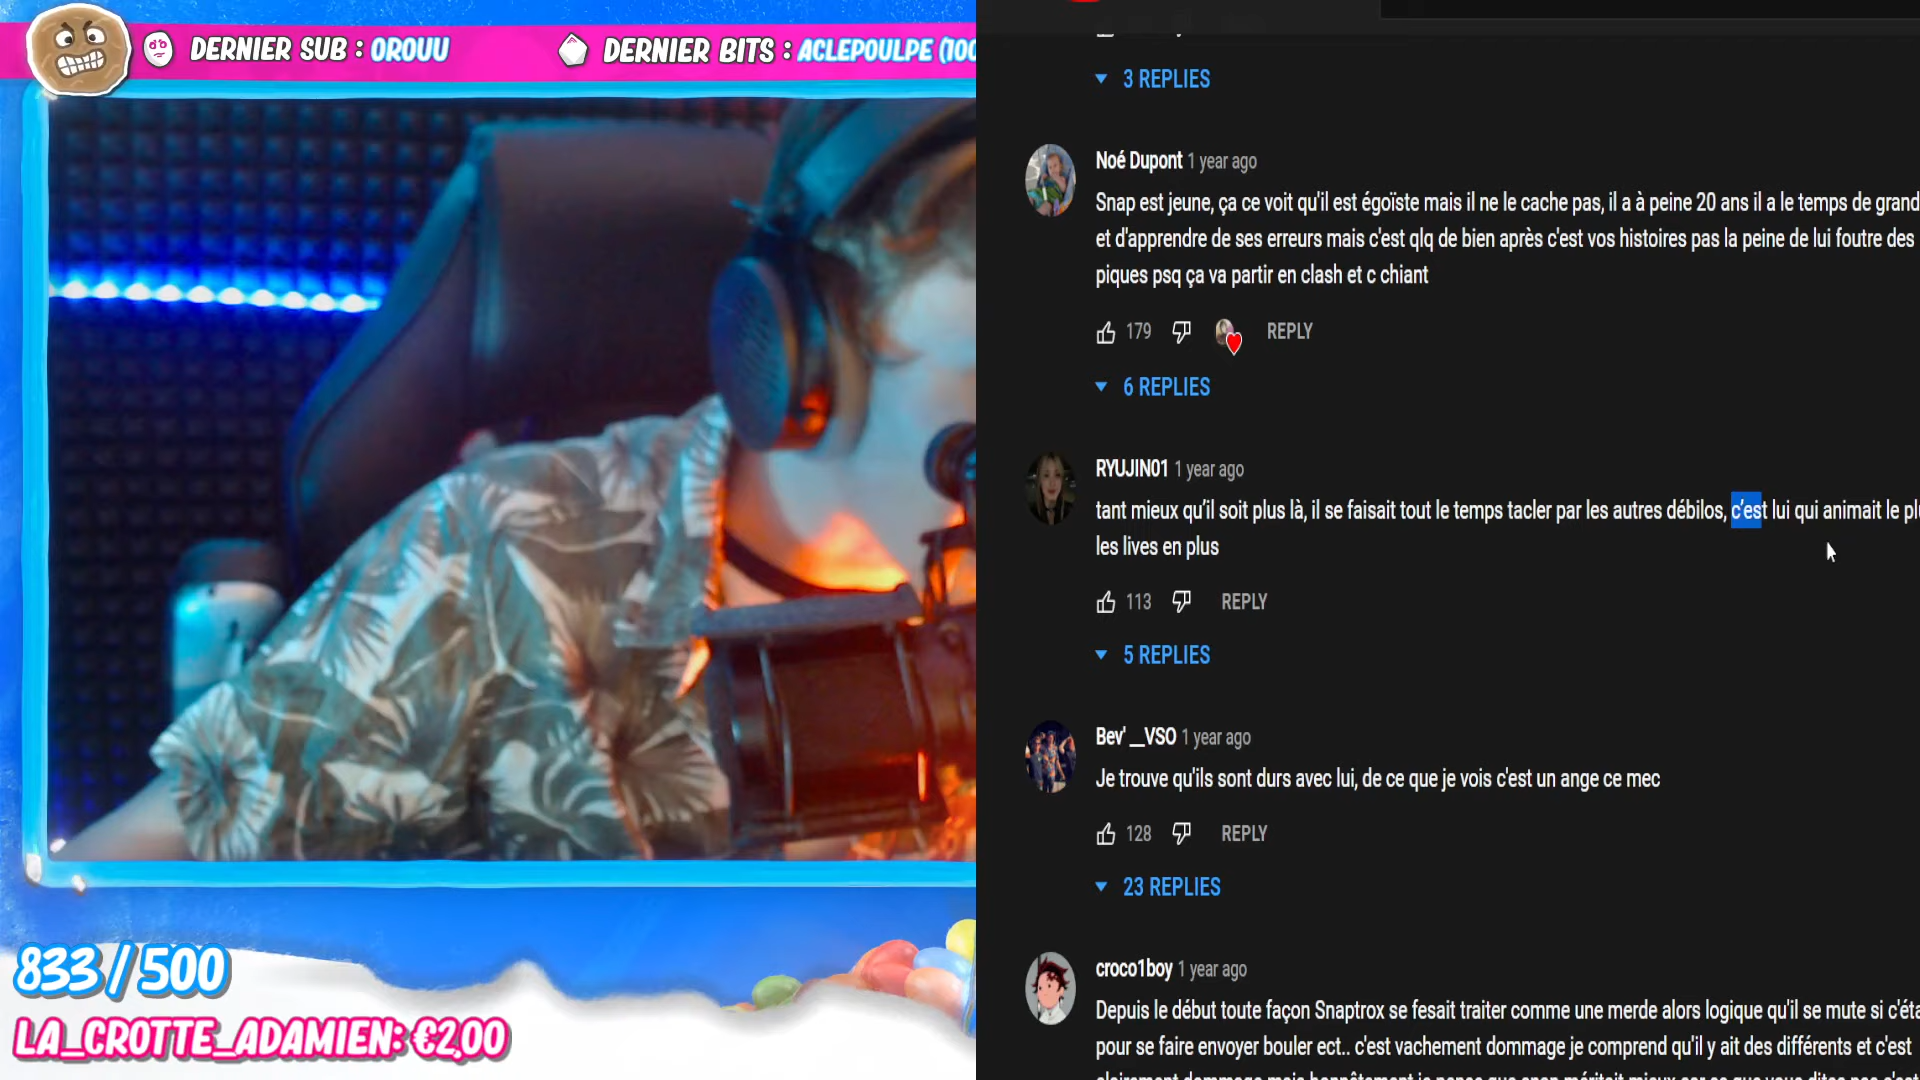 DERNIER SUB : OROUU
DERNIER BITS : ACLEPOULPE (100
3 REPLIES
Noé Dupont 1 year ago
Snap est jeune, ça ce voit qu'il est égoïste mais il ne le cache pas, il a à peine 20 ans il a le temps de grand
et d'apprendre de ses erreurs mais c'est qlq de bien après c'est vos histoires pas la peine de lui foutre des
piques psq ça va partir en clash et c chiant
179 REPLY
6 REPLIES
RYUJIN01 1 year ago
tant mieux qu'il soit plus là, il se faisait tout le temps tacler par les autres débilos, c'est lui qui animait le plu
les lives en plus
113 REPLY
5 REPLIES
Bev' __VSO 1 year ago
Je trouve qu'ils sont durs avec lui, de ce que je vois c'est un ange ce mec
128 REPLY
23 REPLIES
croco1boy 1 year ago
Depuis le début toute façon Snaptrox se fesait traiter comme une merde alors logique qu'il se mute si c'éta
pour se faire envoyer bouler ect.. c'est vachement dommage je comprend qu'il y ait des différents et c'est
833 / 500
LA_CROTTE_ADAMIEN: €2,00